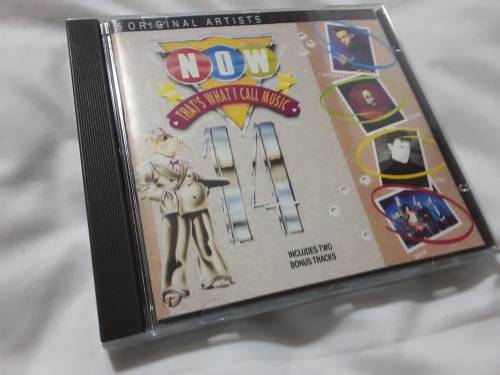 ORIGINAL ARTISTS
NOW
THAT'S WHAT I CALL MUSIC
14
INCLUDES TWO
BONUS TRACKS